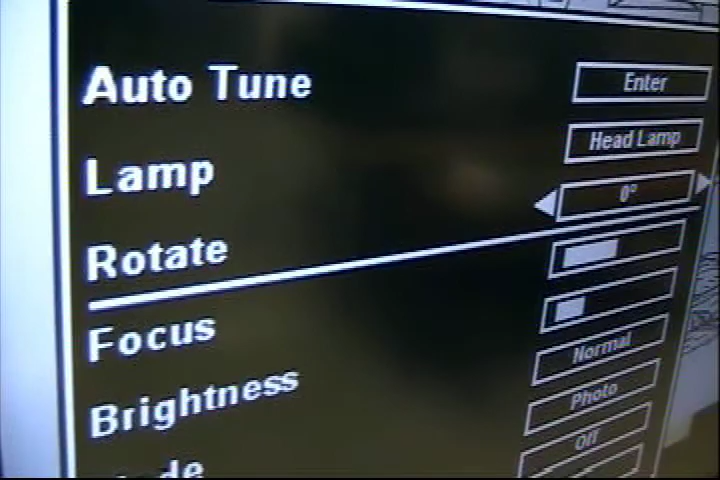 Auto Tune Enter
Lamp Head Lamp
Rotate 0°
Focus
Brightness
Normal
Photo
Off